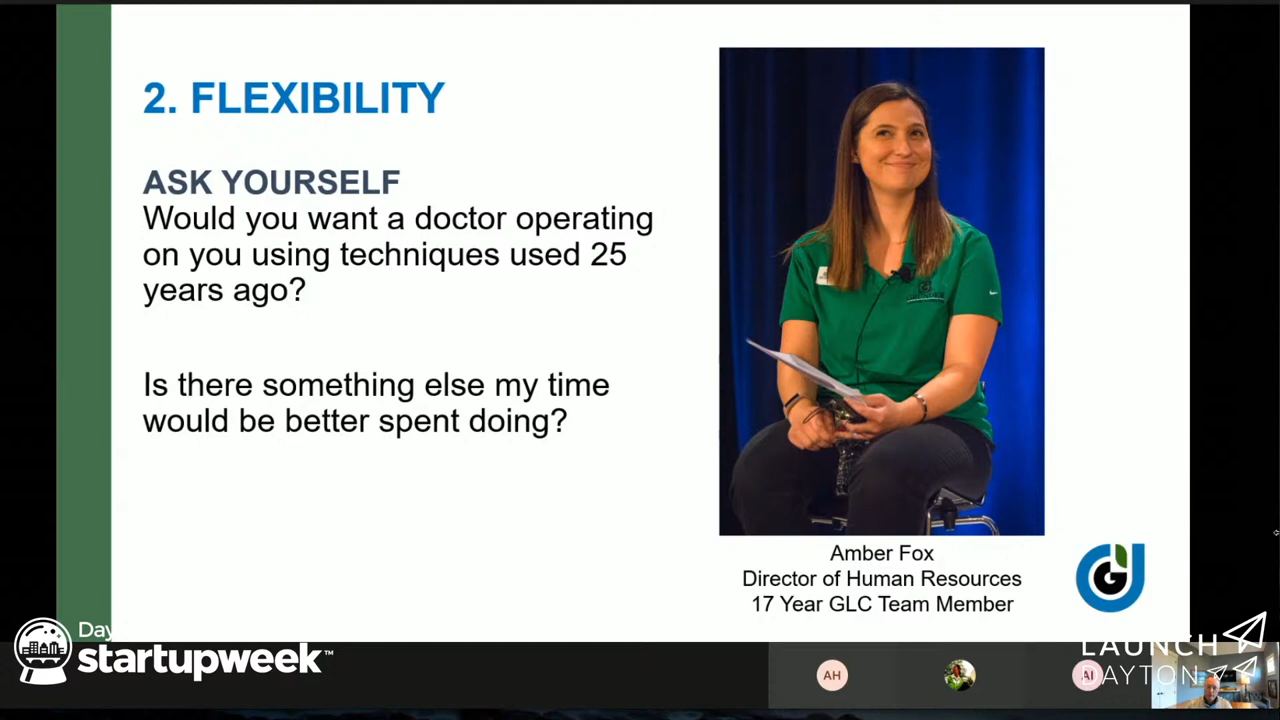 2. FLEXIBILITY
ASK YOURSELF
Would you want a doctor operating
on you using techniques used 25
years ago?
Is there something else my time
would be better spent doing?
Amber Fox
Director of Human Resources
17 Year GLC Team Member
Day
startupweek™
AH
AI
LAUNCH
DAYTON